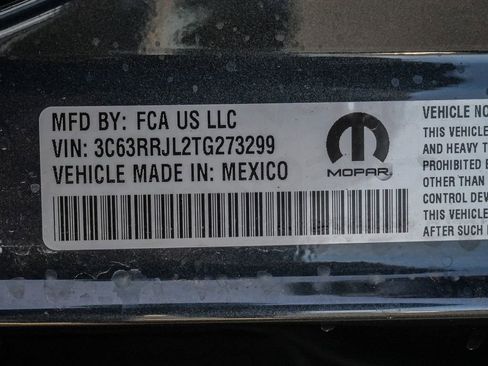 MFD BY: FCA US LLC
VIN: 3C63RRJL2TG273299
VEHICLE MADE IN: MEXICO
MOPAR
VEHICLE NO
THIS VEHICLE
AND HEAVY T
PROHIBITED E
OTHER THAN
CONTROL DEV
THIS VEHICLE
AFTER SUCH